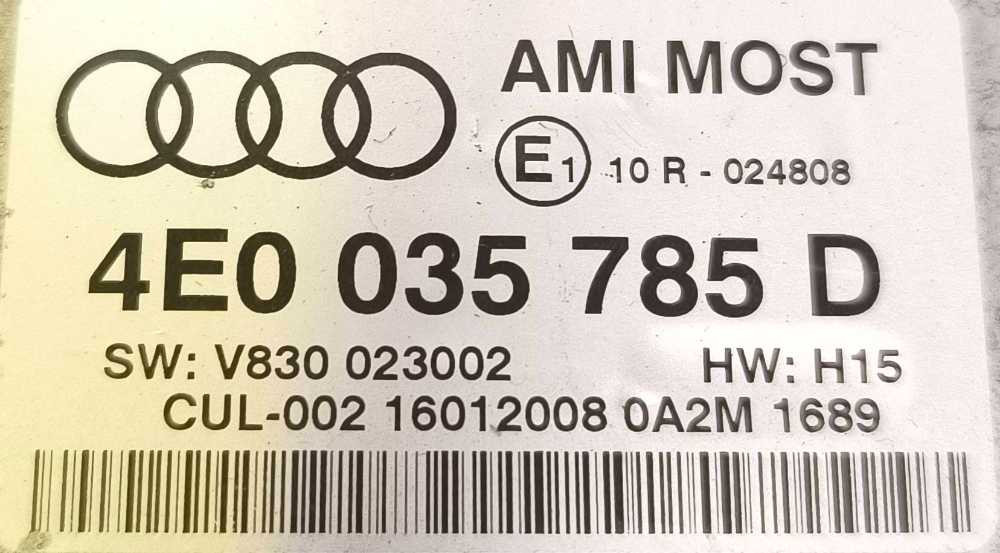 AMI MOST
E1 10 R - 024808
4E0 035 785 D
SW: V830 023002 HW: H15
CUL-002 16012008 0A2M 1689